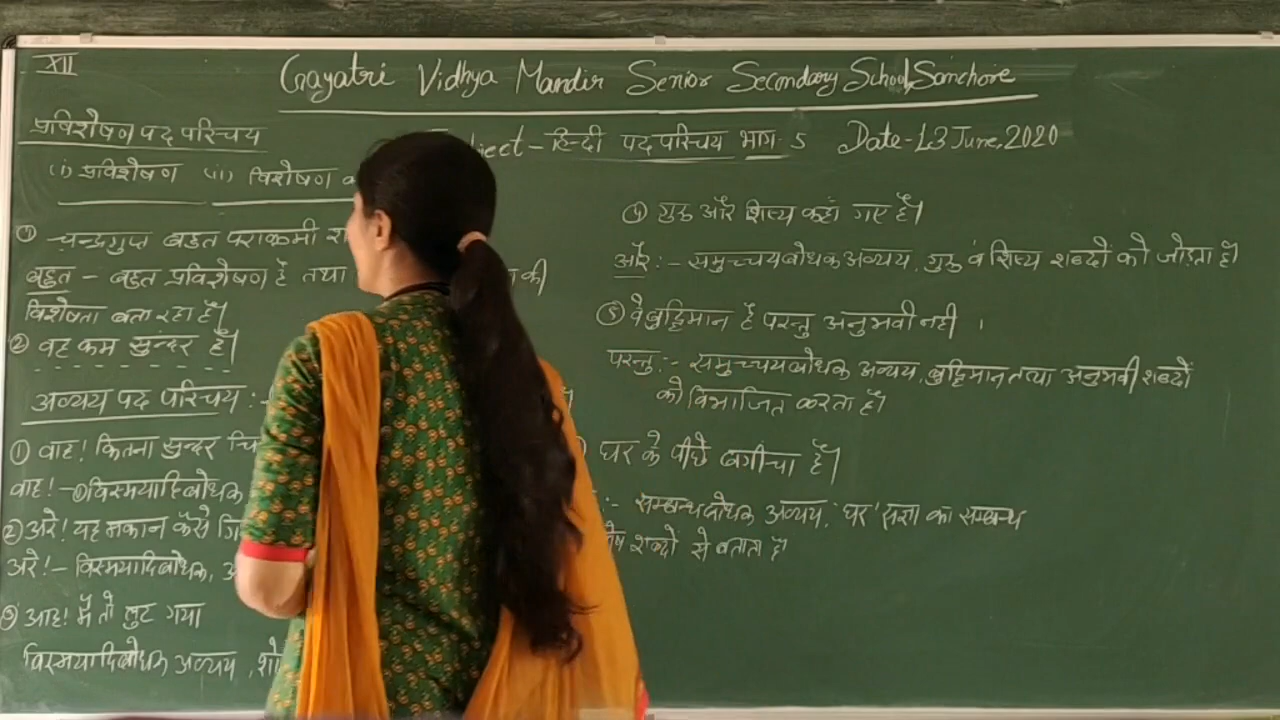 XII
Gayatri Vidhya Mandir Senior Secondary School, Sanchore
प्रविशेषण पद परिचय
ject - हिन्दी पद परिचय भाग - 5 Date - 13 June, 2020
(i) प्रविशेषण (ii) विशेषण
① चन्द्रगुप्त बहुत पराक्रमी
बहुत - बहुत प्रविशेषण है तथा की
विशेषता बता रहा है।
② वह कम सुन्दर है।
अव्यय पद परिचय :-
① वाह! कितना सुन्दर
वाह! - विस्मयादिबोधक
② अरे! यह मकान कैसे
अरे! - विस्मयादिबोधक,
③ आह! मैं तो लुट गया
विस्मयादिबोधक अव्यय,
④ गुरु और शिष्य कहाँ गए है।
और :- समुच्चयबोधक अव्यय, गुरु व शिष्य शब्दों को जोड़ता है।
⑤ वे बुद्धिमान है परन्तु अनुभवी नही ।
परन्तु :- समुच्चयबोधक अव्यय, बुद्धिमान तथा अनुभवी शब्दों
को विभाजित करता है।
घर के पीछे बगीचा है।
:- सम्बन्धबोधक अव्यय, 'घर' संज्ञा का सम्बन्ध
शब्दो से बताता है